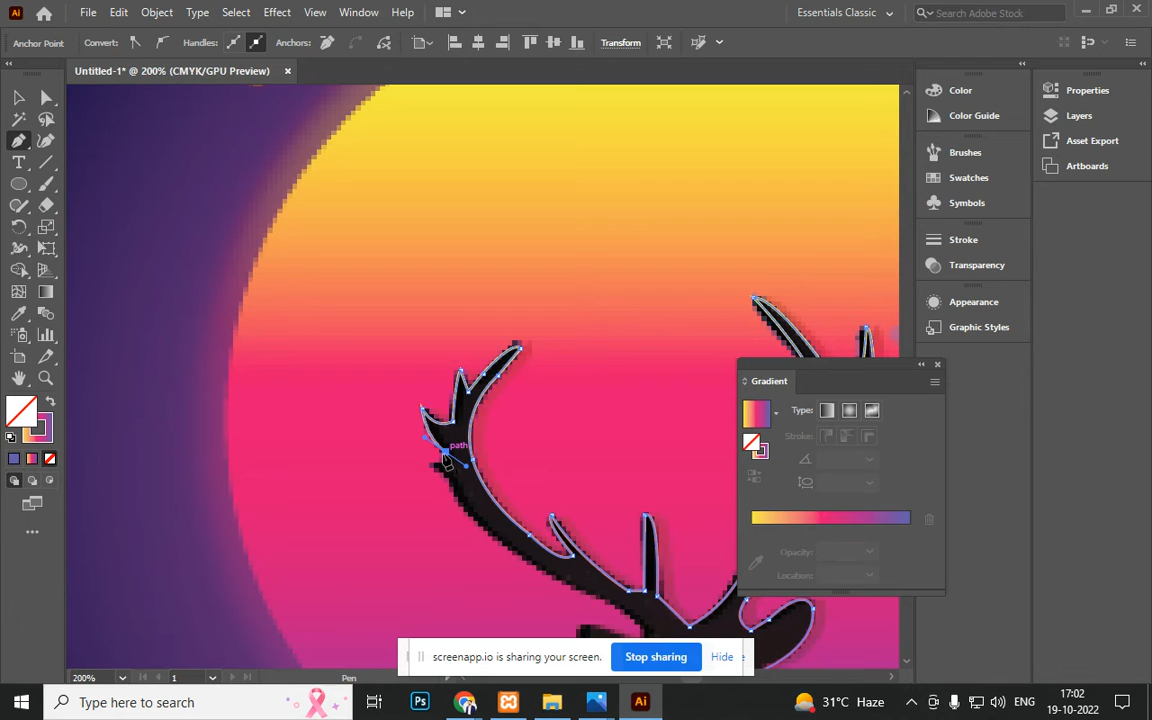 Ai
File Edit Object Type Select Effect View Window Help
Essentials Classic
Search Adobe Stock
Anchor Point
Convert:
Handles:
Anchors:
Transform
Untitled-1* @ 200% (CMYK/GPU Preview)
Color
Color Guide
Brushes
Swatches
Symbols
Stroke
Transparency
Appearance
Graphic Styles
Properties
Layers
Asset Export
Artboards
path
Gradient
Type:
Stroke:
Opacity:
Location:
screenapp.io is sharing your screen.
Stop sharing
Hide
200%
1
Pen
Type here to search
Ps
Ai
31°C Haze
ENG
17:02
19-10-2022